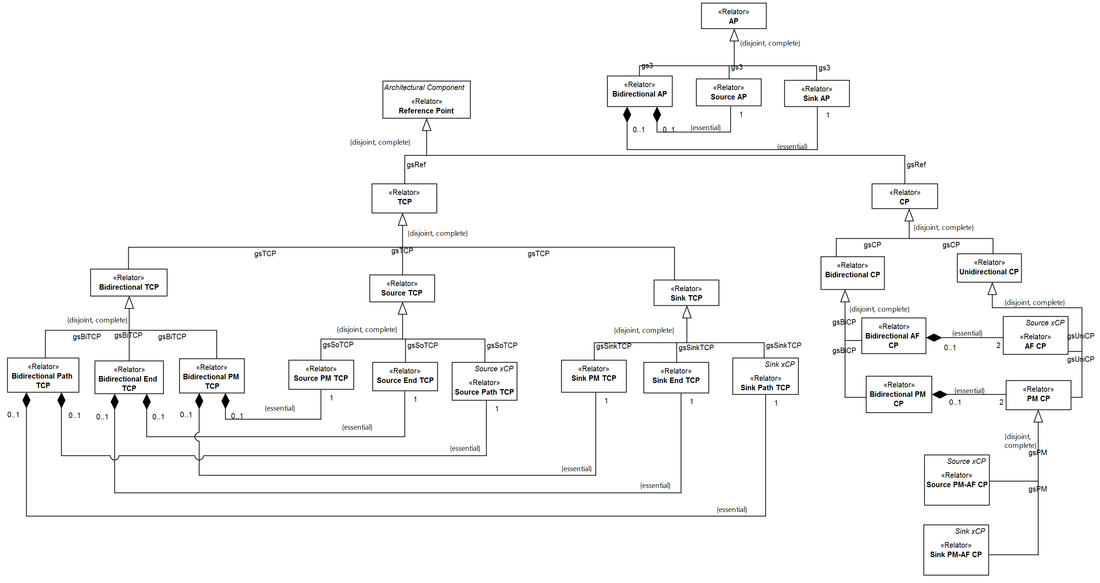 «Relator»
AP
{disjoint, complete}
gs3
gs3
gs3
«Relator»
Bidirectional AP
«Relator»
Source AP
«Relator»
Sink AP
0..1
0..1
1
1
{essential}
{essential}
Architectural Component
«Relator»
Reference Point
{disjoint, complete}
gsRef
gsRef
«Relator»
TCP
«Relator»
CP
{disjoint, complete}
{disjoint, complete}
gsTCP
gsTCP
gsTCP
gsCP
gsCP
«Relator»
Bidirectional TCP
«Relator»
Source TCP
«Relator»
Sink TCP
«Relator»
Bidirectional CP
«Relator»
Unidirectional CP
{disjoint, complete}
{disjoint, complete}
{disjoint, complete}
{disjoint, complete}
{disjoint, complete}
gsBiTCP
gsBiTCP
gsBiTCP
gsSoTCP
gsSoTCP
gsSoTCP
gsSinkTCP
gsSinkTCP
gsSinkTCP
gsBiCP
gsBiCP
gsUniCP
gsUniCP
«Relator»
Bidirectional Path
TCP
«Relator»
Bidirectional End
TCP
«Relator»
Bidirectional PM
TCP
«Relator»
Source PM TCP
«Relator»
Source End TCP
Source xCP
«Relator»
Source Path TCP
«Relator»
Sink PM TCP
«Relator»
Sink End TCP
Sink xCP
«Relator»
Sink Path TCP
«Relator»
Bidirectional AF
CP
{essential}
0..1
2
Source xCP
«Relator»
AF CP
«Relator»
Bidirectional PM
CP
{essential}
0..1
2
«Relator»
PM CP
0..1
0..1
0..1
0..1
0..1
0..1
1
1
1
1
1
1
{essential}
{essential}
{essential}
{essential}
{essential}
{essential}
{disjoint,
complete}
gsPM
gsPM
Source xCP
«Relator»
Source PM-AF CP
Sink xCP
«Relator»
Sink PM-AF CP